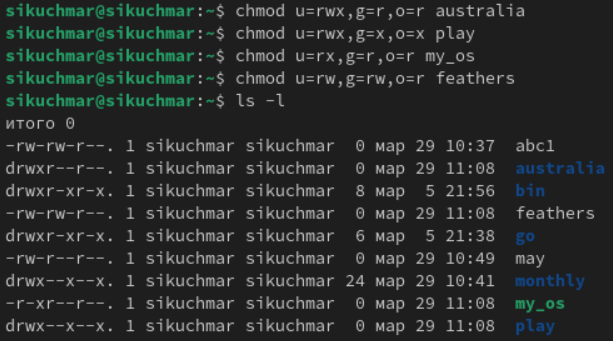 sikuchmar@sikuchmar:~$ chmod u=rwx,g=r,o=r australia
sikuchmar@sikuchmar:~$ chmod u=rwx,g=x,o=x play
sikuchmar@sikuchmar:~$ chmod u=rx,g=r,o=r my_os
sikuchmar@sikuchmar:~$ chmod u=rw,g=rw,o=r feathers
sikuchmar@sikuchmar:~$ ls -l
итого 0
-rw-rw-r--. 1 sikuchmar sikuchmar  0 мар 29 10:37  abc1
drwxr--r--. 1 sikuchmar sikuchmar  0 мар 29 11:08  australia
drwxr-xr-x. 1 sikuchmar sikuchmar  8 мар  5 21:56  bin
-rw-rw-r--. 1 sikuchmar sikuchmar  0 мар 29 11:08  feathers
drwxr-xr-x. 1 sikuchmar sikuchmar  6 мар  5 21:38  go
-rw-r--r--. 1 sikuchmar sikuchmar  0 мар 29 10:49  may
drwx--x--x. 1 sikuchmar sikuchmar 24 мар 29 10:41  monthly
-r-xr--r--. 1 sikuchmar sikuchmar  0 мар 29 11:08  my_os
drwx--x--x. 1 sikuchmar sikuchmar  0 мар 29 11:08  play